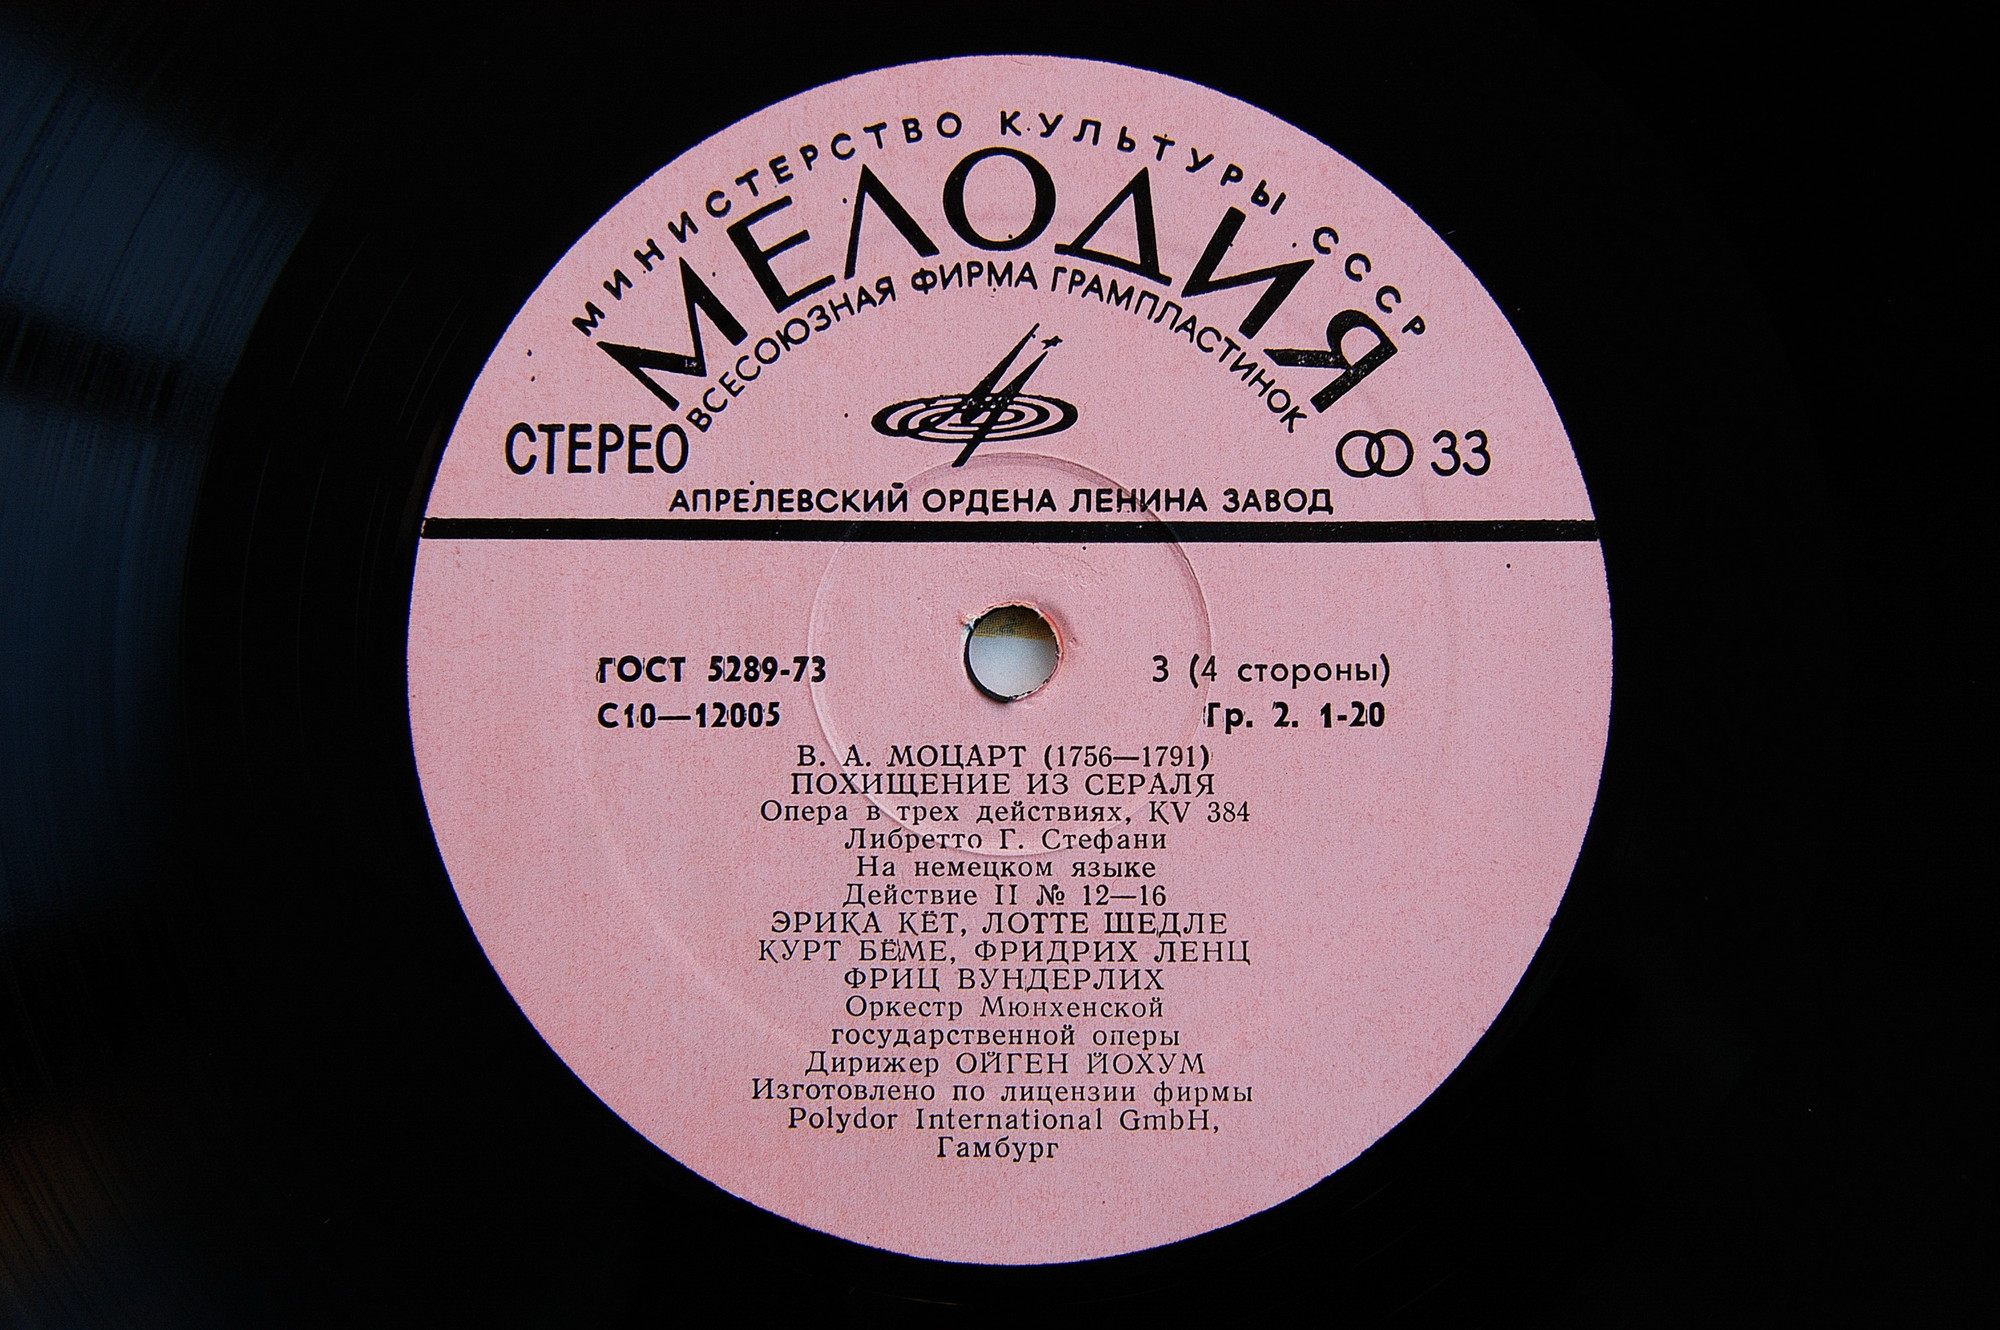 МИНИСТЕРСТВО КУЛЬТУРЫ СССР
МЕЛОДИЯ
ВСЕСОЮЗНАЯ ФИРМА ГРАМПЛАСТИНОК
СТЕРЕО
33
АПРЕЛЕВСКИЙ ОРДЕНА ЛЕНИНА ЗАВОД
ГОСТ 5289-73
3 (4 стороны)
С10—12005
Гр. 2. 1-20
В. А. МОЦАРТ (1756—1791)
ПОХИЩЕНИЕ ИЗ СЕРАЛЯ
Опера в трех действиях, KV 384
Либретто Г. Стефани
На немецком языке
Действие II № 12—16
ЭРИКА КЁТ, ЛОТТЕ ШЕДЛЕ
КУРТ БЁМЕ, ФРИДРИХ ЛЕНЦ
ФРИЦ ВУНДЕРЛИХ
Оркестр Мюнхенской
государственной оперы
Дирижер ОЙГЕН ЙОХУМ
Изготовлено по лицензии фирмы
Polydor International GmbH,
Гамбург